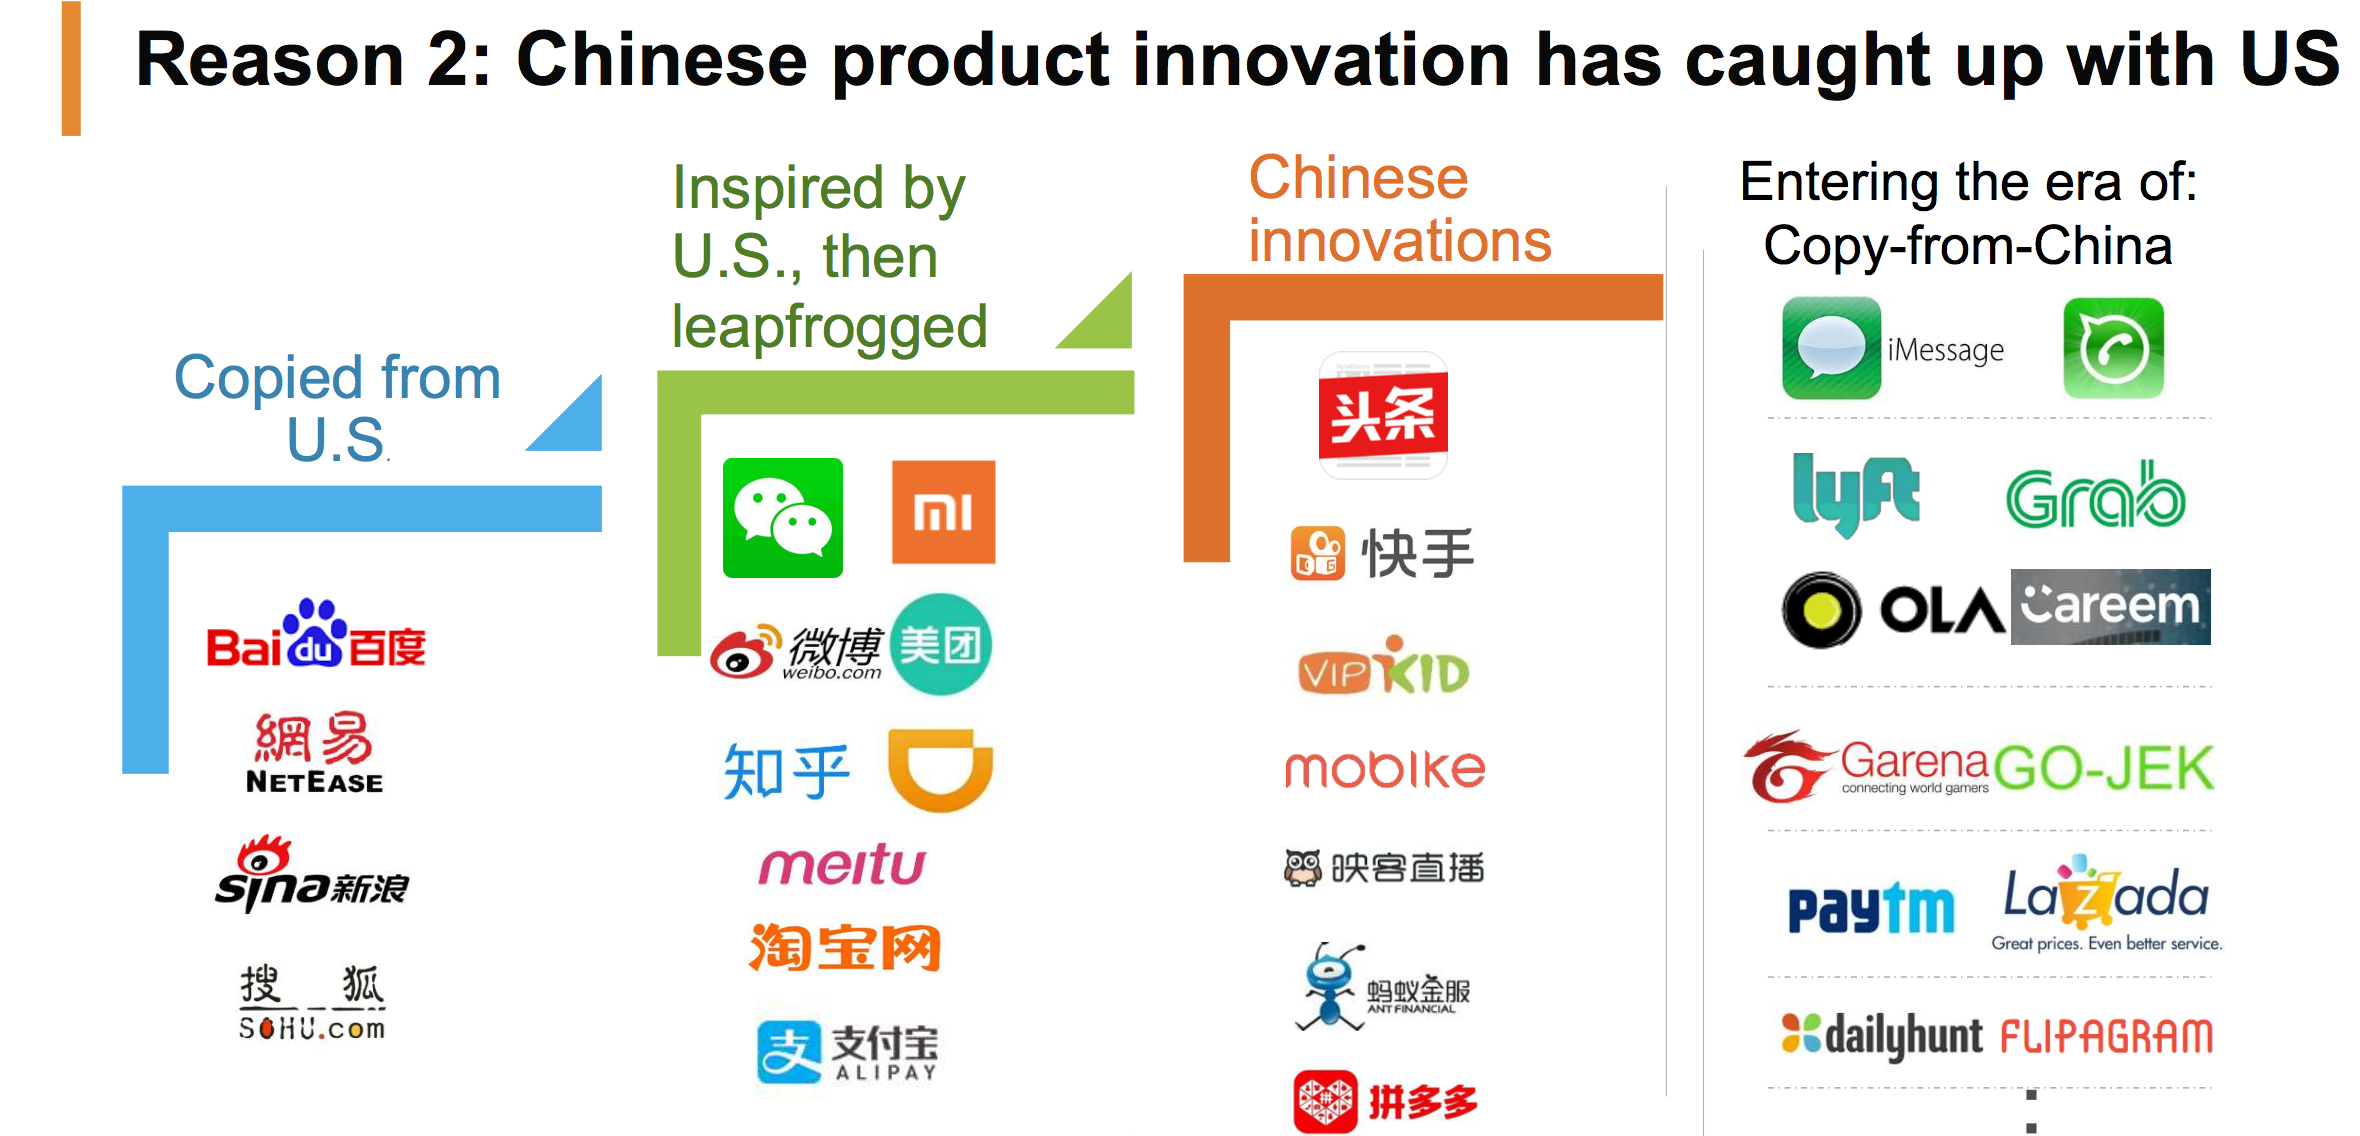 Reason 2: Chinese product innovation has caught up with US
Copied from
U.S.
Bai du 百度
網易
NETEASE
sina新浪
搜狐
SOHU.com
Inspired by
U.S., then
leapfrogged
mi
微博
weibo.com
美团
知乎
meitu
淘宝网
支 支付宝
ALIPAY
Chinese
innovations
头条
快手
VIPKID
mobike
映客直播
蚂蚁金服
ANT FINANCIAL
拼 拼多多
Entering the era of:
Copy-from-China
iMessage
lyft Grab
OLA Careem
Garena GO-JEK
connecting world gamers
paytm Lazada
Great prices. Even better service.
dailyhunt FLIPAGRAM